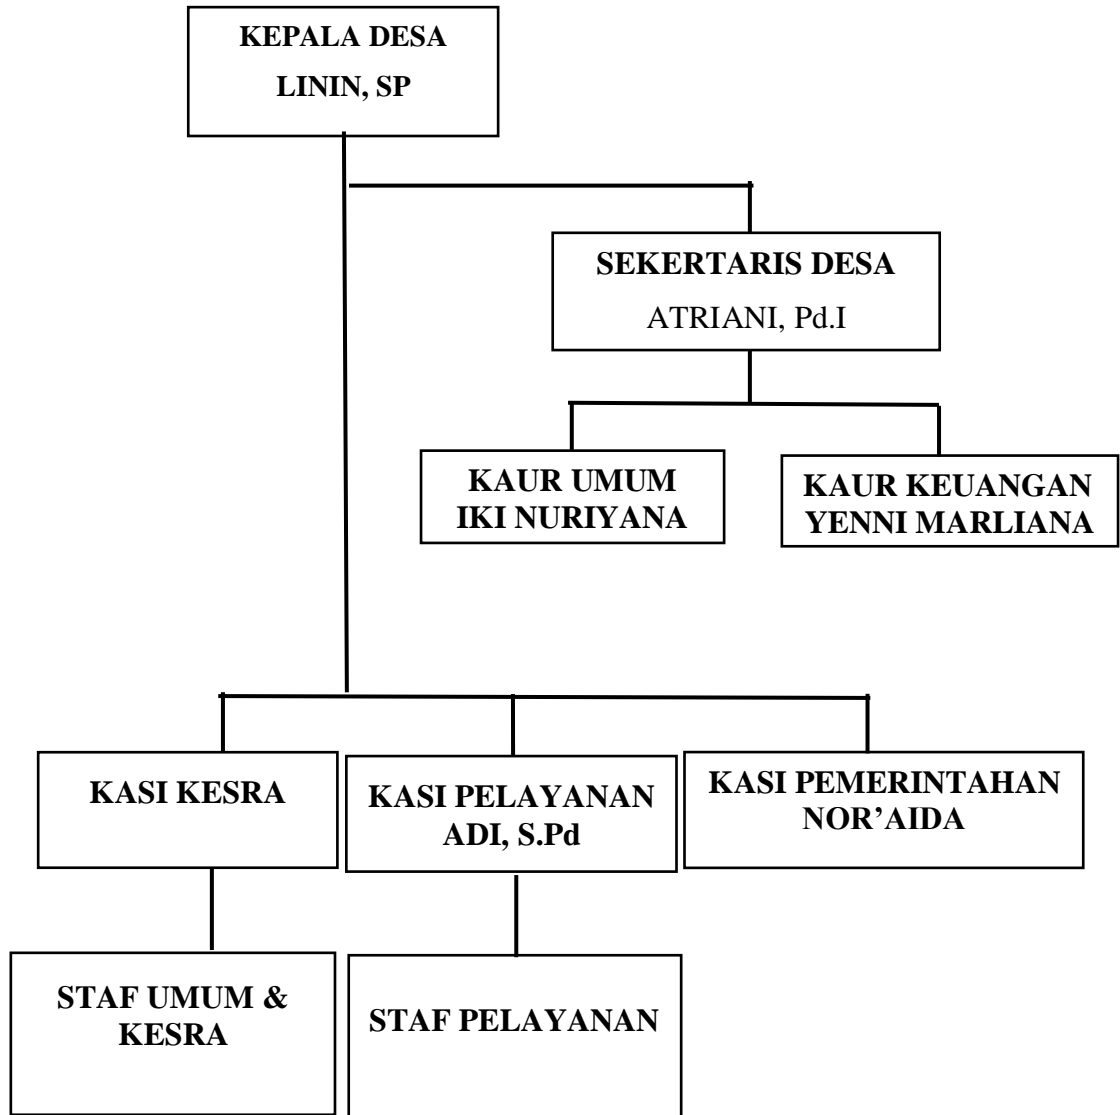 KEPALA DESA
LININ, SP
SEKERTARIS DESA
ATRIANI, Pd.I
KAUR UMUM
IKI NURIYANA
KAUR KEUANGAN
YENNI MARLIANA
KASI KESRA
KASI PELAYANAN
ADI, S.Pd
KASI PEMERINTAHAN
NOR’AIDA
STAF UMUM &
KESRA
STAF PELAYANAN